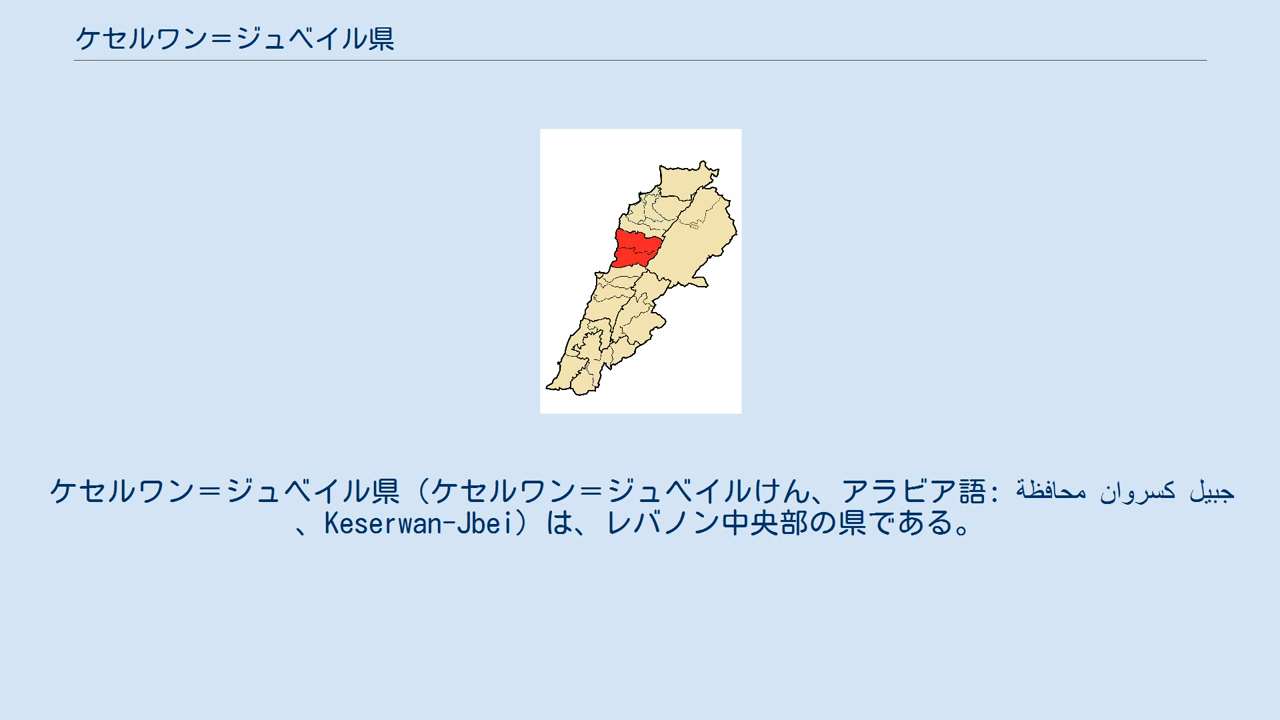 ケセルワン＝ジュベイル県
ケセルワン＝ジュベイル県（ケセルワン＝ジュベイルけん、アラビア語: محافظة كسروان جبيل
、Keserwan-Jbei）は、レバノン中央部の県である。